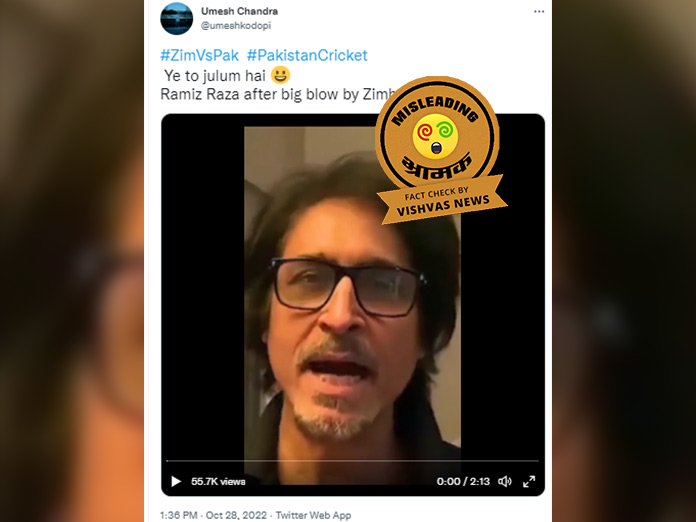 Umesh Chandra
@umeshkodopi
#ZimVsPak #PakistanCricket
Ye to julum hai 😀
Ramiz Raza after big blow by Zimb
MISLEADING
भ्रामक
FACT CHECK BY
VISHVAS NEWS
55.7K views
0:00 / 2:13
1:36 PM · Oct 28, 2022 · Twitter Web App